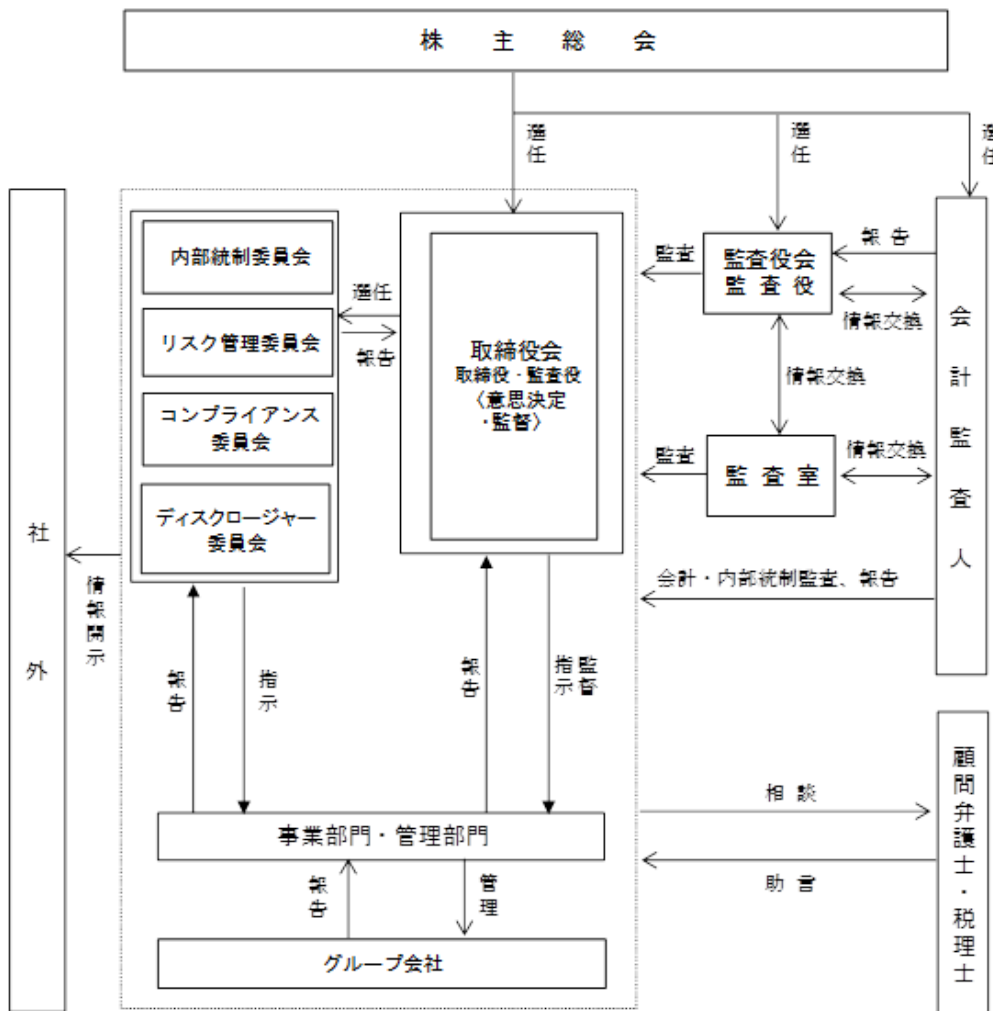 株主総会
選任
選任
選任
内部統制委員会
リスク管理委員会
コンプライアンス
委員会
ディスクロージャー
委員会
選任
報告
取締役会
取締役・監査役
〈意思決定
・監督〉
監査
監査役会
監査役
報告
情報交換
情報交換
監査
監査室
情報交換
会計監査人
会計・内部統制監査、報告
社外
情報開示
報告
指示
報告
指示
監督
事業部門・管理部門
報告
管理
グループ会社
相談
助言
顧問弁護士・税理士